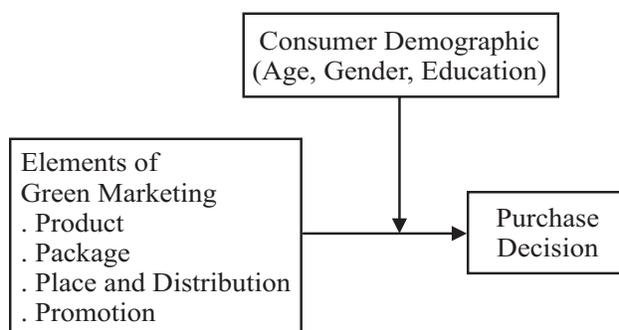 Consumer Demographic
(Age, Gender, Education)
Elements of
Green Marketing
. Product
. Package
. Place and Distribution
. Promotion
Purchase
Decision